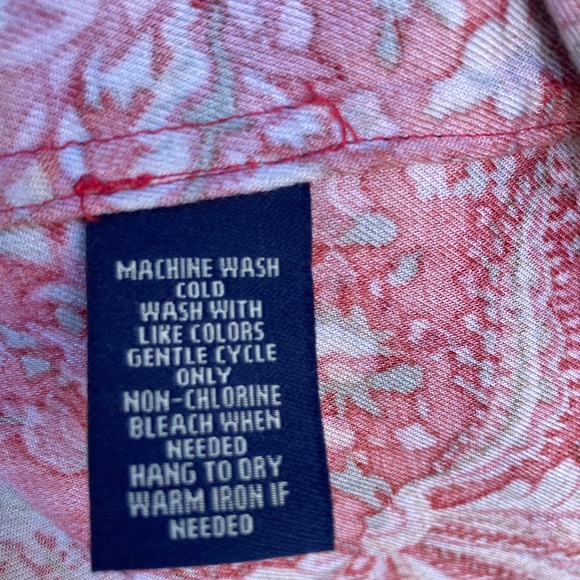 MACHINE WASH
COLD
WASH WITH
LIKE COLORS
GENTLE CYCLE
ONLY
NON-CHLORINE
BLEACH WHEN
NEEDED
HANG TO DRY
WARM IRON IF
NEEDED